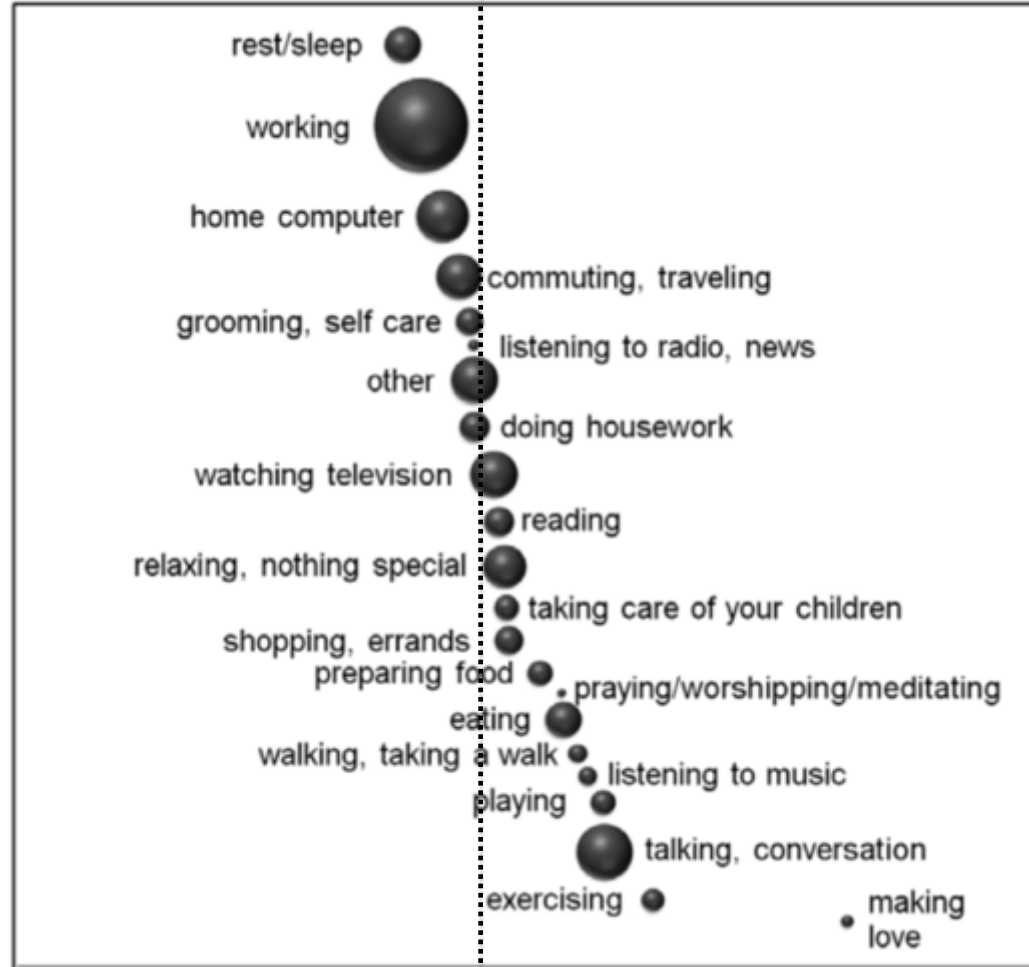 rest/sleep
working
home computer
commuting, traveling
grooming, self care
listening to radio, news
other
doing housework
watching television
reading
relaxing, nothing special
taking care of your children
shopping, errands
preparing food
praying/worshipping/meditating
eating
walking, taking a walk
listening to music
playing
talking, conversation
exercising
making
love